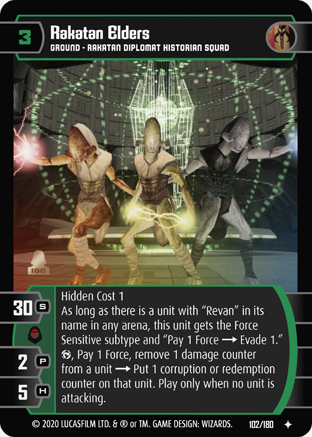 3 Rakatan Elders
GROUND - RAKATAN DIPLOMAT HISTORIAN SQUAD
IDC
30 S
2 P
5 H
Hidden Cost 1
As long as there is a unit with “Revan” in its
name in any arena, this unit gets the Force
Sensitive subtype and “Pay 1 Force → Evade 1.”
, Pay 1 Force, remove 1 damage counter
from a unit → Put 1 corruption or redemption
counter on that unit. Play only when no unit is
attacking.
© 2020 LUCASFILM LTD. & ® or TM. GAME DESIGN: WIZARDS. 102/180